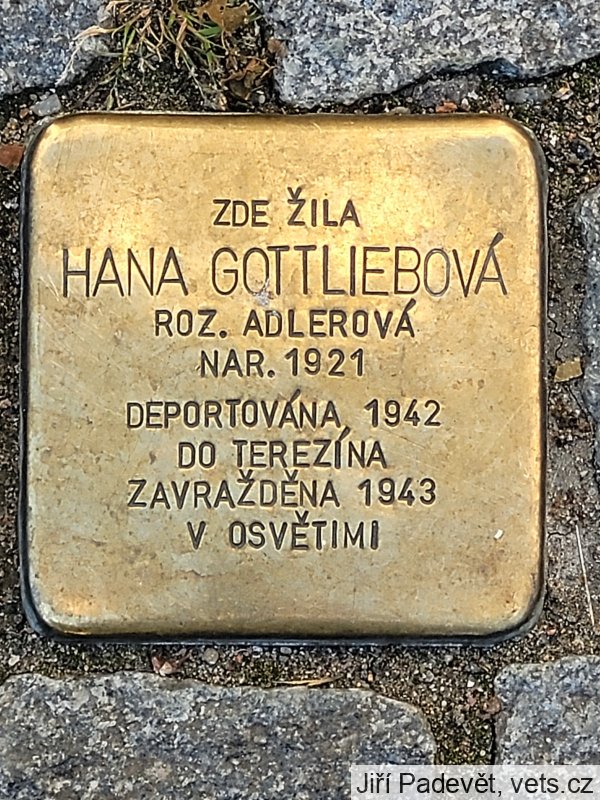 ZDE ŽILA
HANA GOTTLIEBOVÁ
ROZ. ADLEROVÁ
NAR. 1921
DEPORTOVÁNA 1942
DO TEREZÍNA
ZAVRAŽDĚNA 1943
V OSVĚTIMI
Jiří Padevět, vets.cz